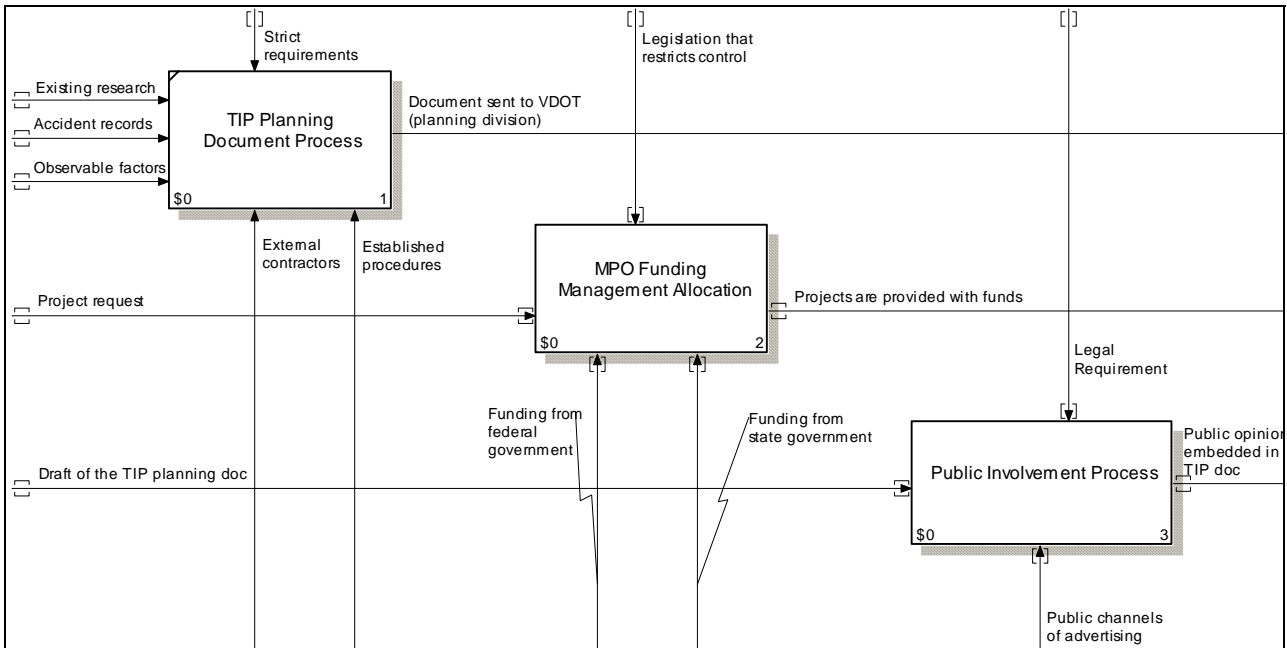 Strict
requirements
Legislation that
restricts control
Existing research
Accident records
Observable factors
TIP Planning
Document Process
$0
1
Document sent to VDOT
(planning division)
External
contractors
Established
procedures
Project request
MPO Funding
Management Allocation
$0
2
Projects are provided with funds
Legal
Requirement
Funding from
federal
government
Funding from
state government
Draft of the TIP planning doc
Public Involvement Process
$0
3
Public opinion
embedded in
TIP doc
Public channels
of advertising